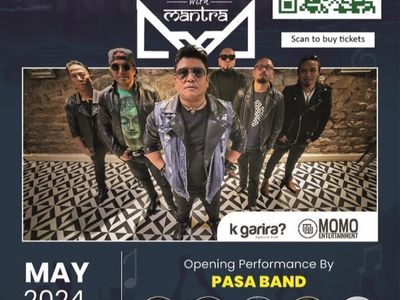 with
mantra
Scan to buy tickets
k garira?
MOMO
ENTERTAINMENT
MAY
2024
Opening Performance By
PASA BAND